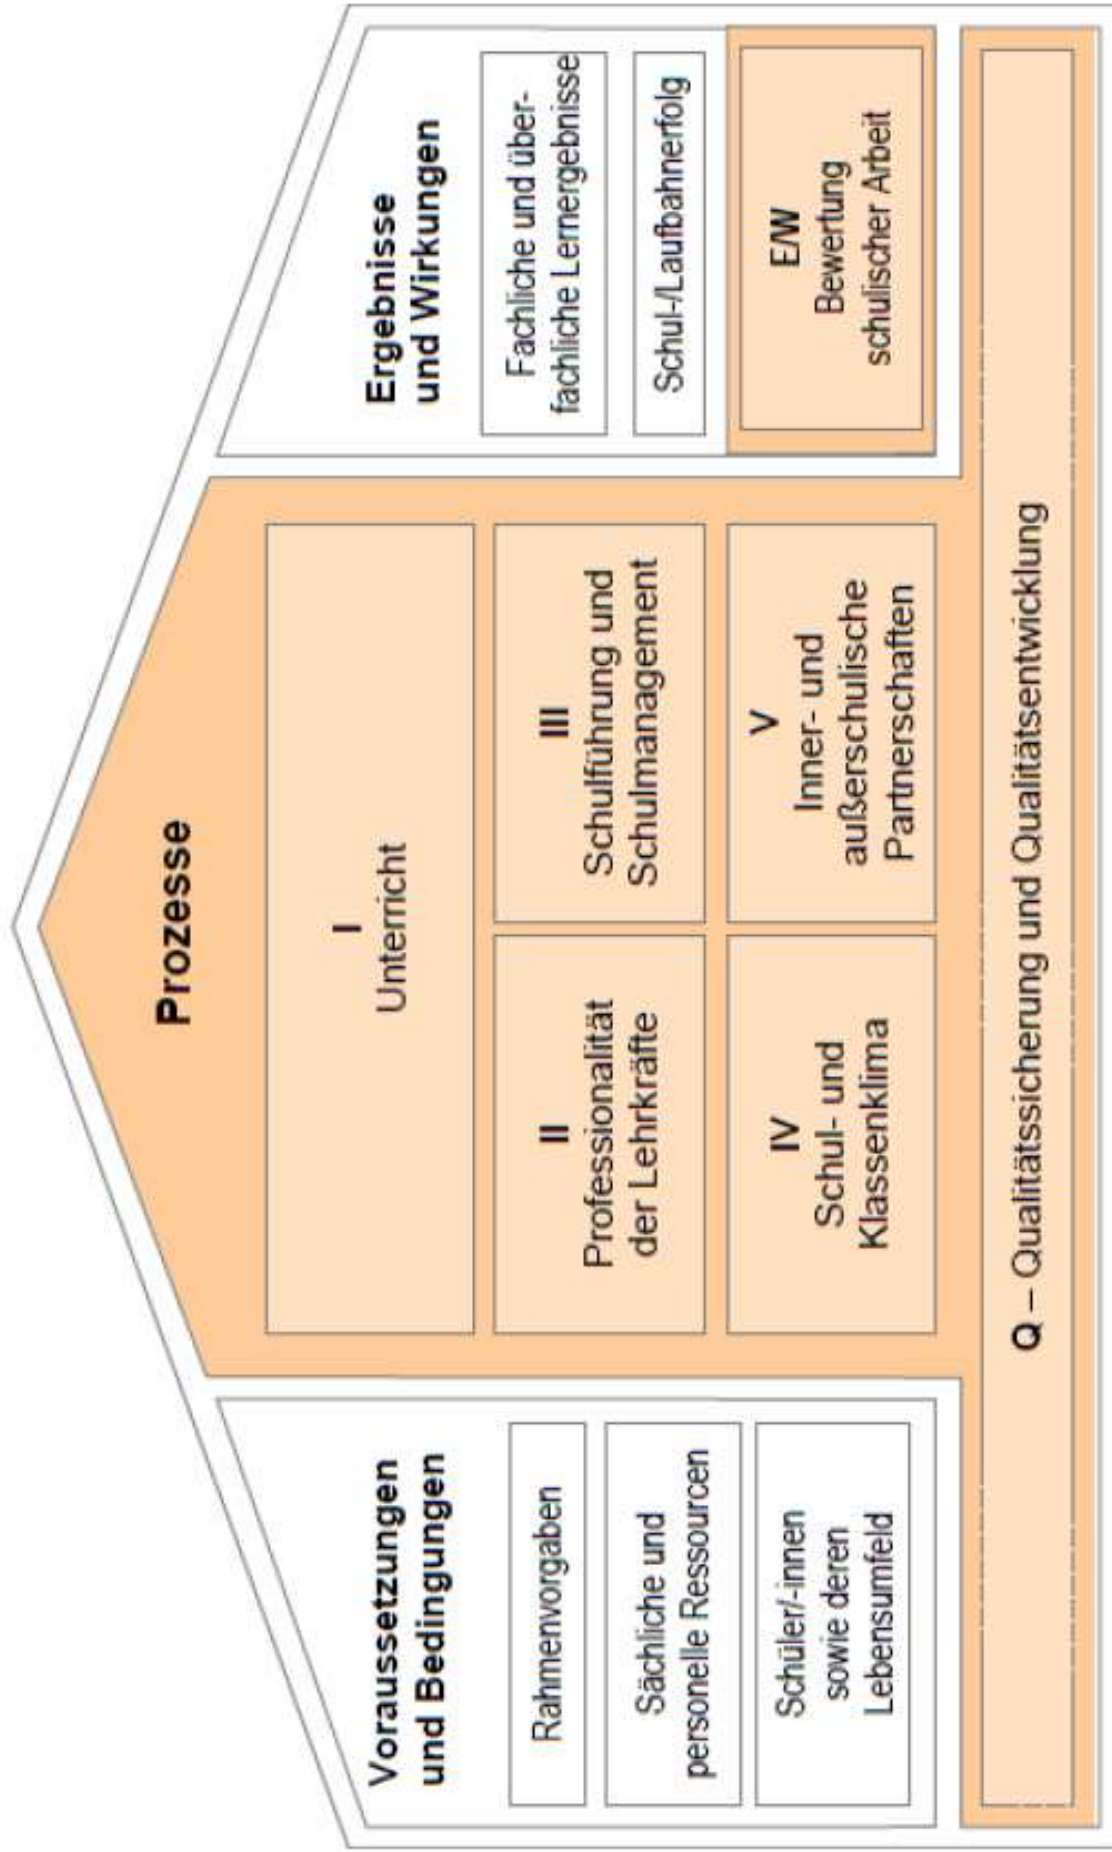 Prozesse
Voraussetzungen
und Bedingungen
Rahmenvorgaben
Sächliche und
personelle Ressourcen
Schüler/-innen
sowie deren
Lebensumfeld
I
Unterricht
II
Professionalität
der Lehrkräfte
III
Schulführung und
Schulmanagement
IV
Schul- und
Klassenklima
V
Inner- und
außerschulische
Partnerschaften
Ergebnisse
und Wirkungen
Fachliche und über-
fachliche Lernergebnisse
Schul-/Laufbahnerfolg
E/W
Bewertung
schulischer Arbeit
Q – Qualitätssicherung und Qualitätsentwicklung